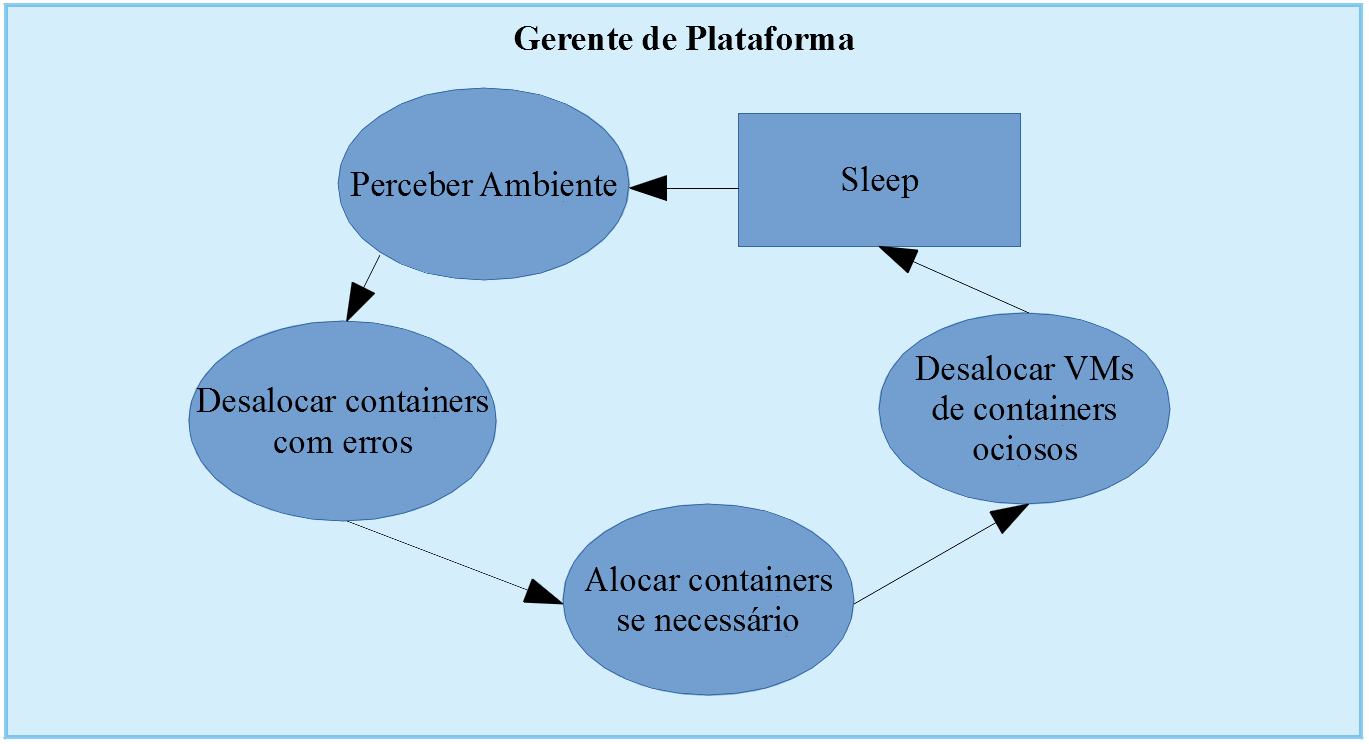 Gerente de Plataforma
Perceber Ambiente
Sleep
Desalocar containers
com erros
Desalocar VMs
de containers
ociosos
Alocar containers
se necessário